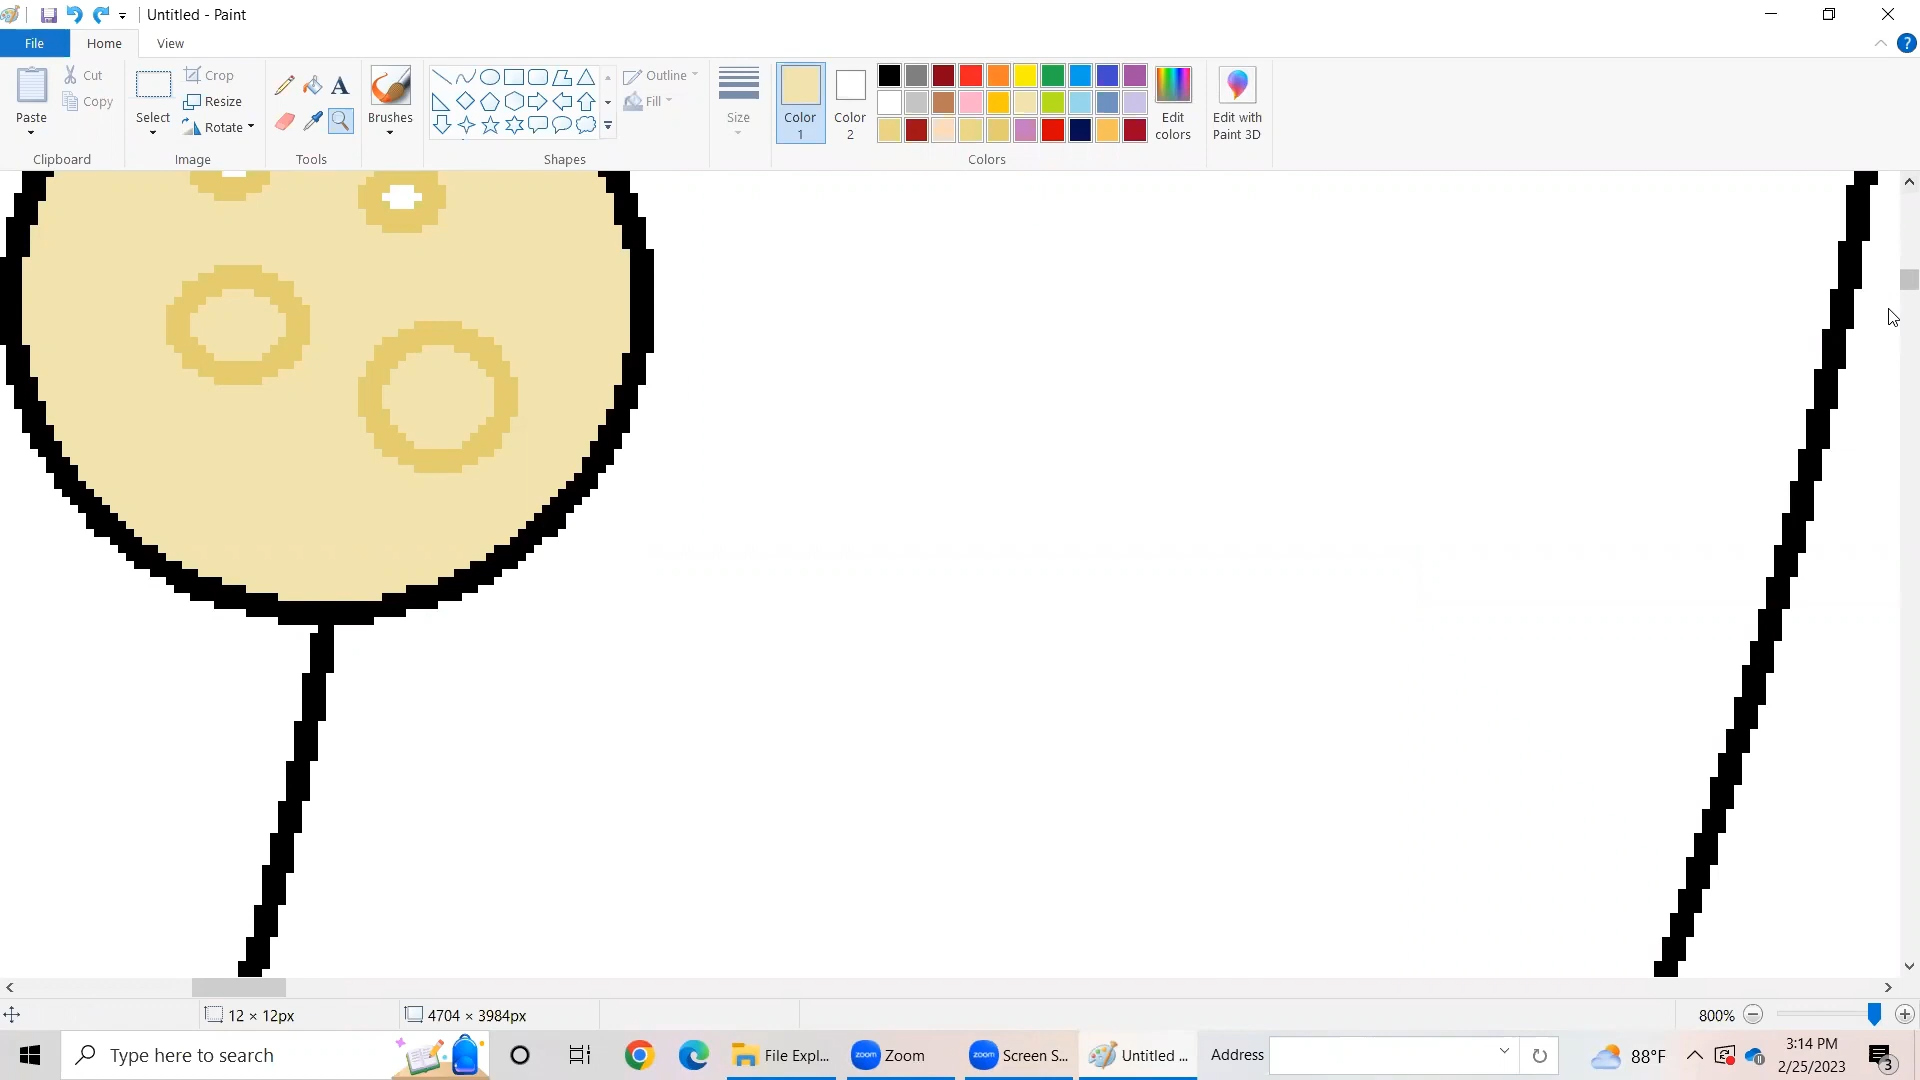 Untitled - Paint
File Home View ?
Paste
Cut
Copy
Clipboard
Select
Crop
Resize
Rotate
Image
A
Tools
Brushes
Shapes
Outline
Fill
Size
Color 1
Color 2
Colors
Edit colors
Edit with Paint 3D
12 × 12px 4704 × 3984px 800%
Type here to search File Expl... zoom Zoom zoom Screen S... Untitled ... Address 88°F 3:14 PM
2/25/2023 3